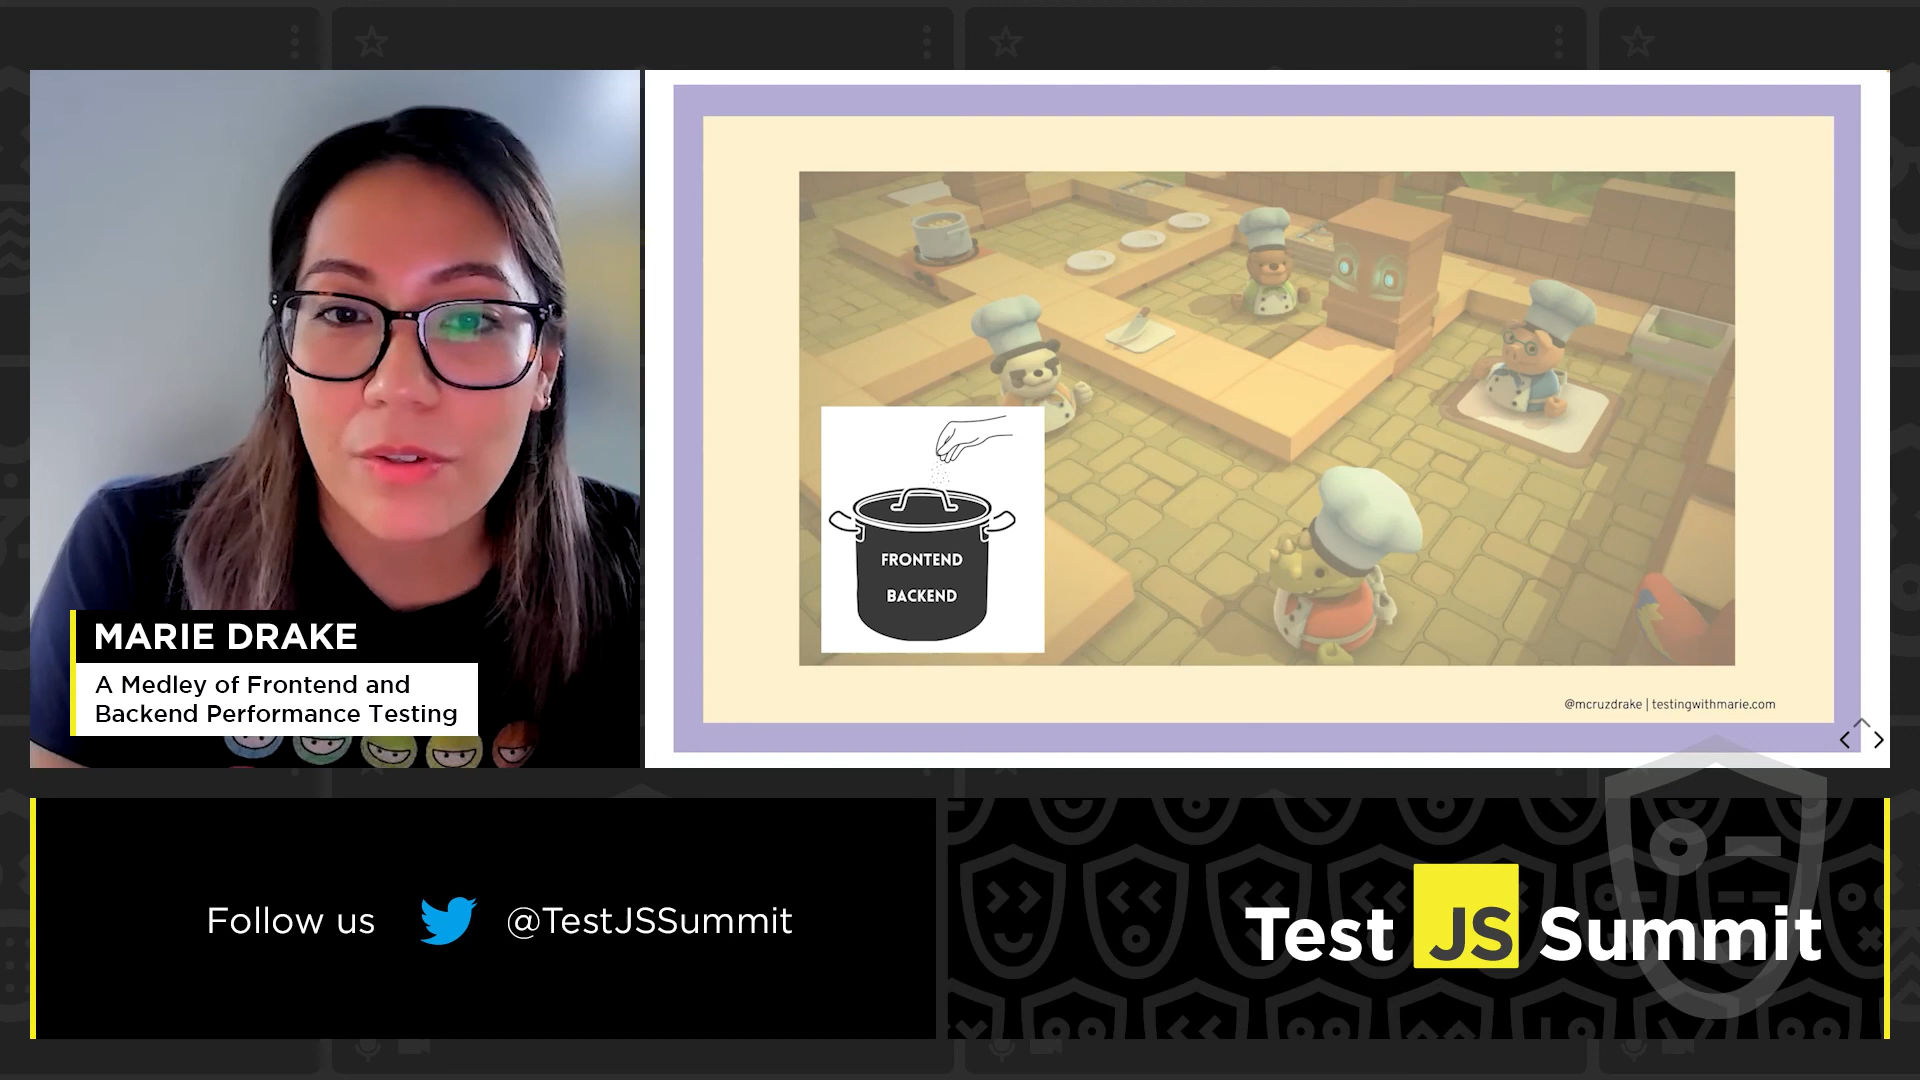 FRONTEND
BACKEND
MARIE DRAKE
A Medley of Frontend and
Backend Performance Testing
@mcruzdrake | testingwithmarie.com
Follow us @TestJSSummit
Test JS Summit